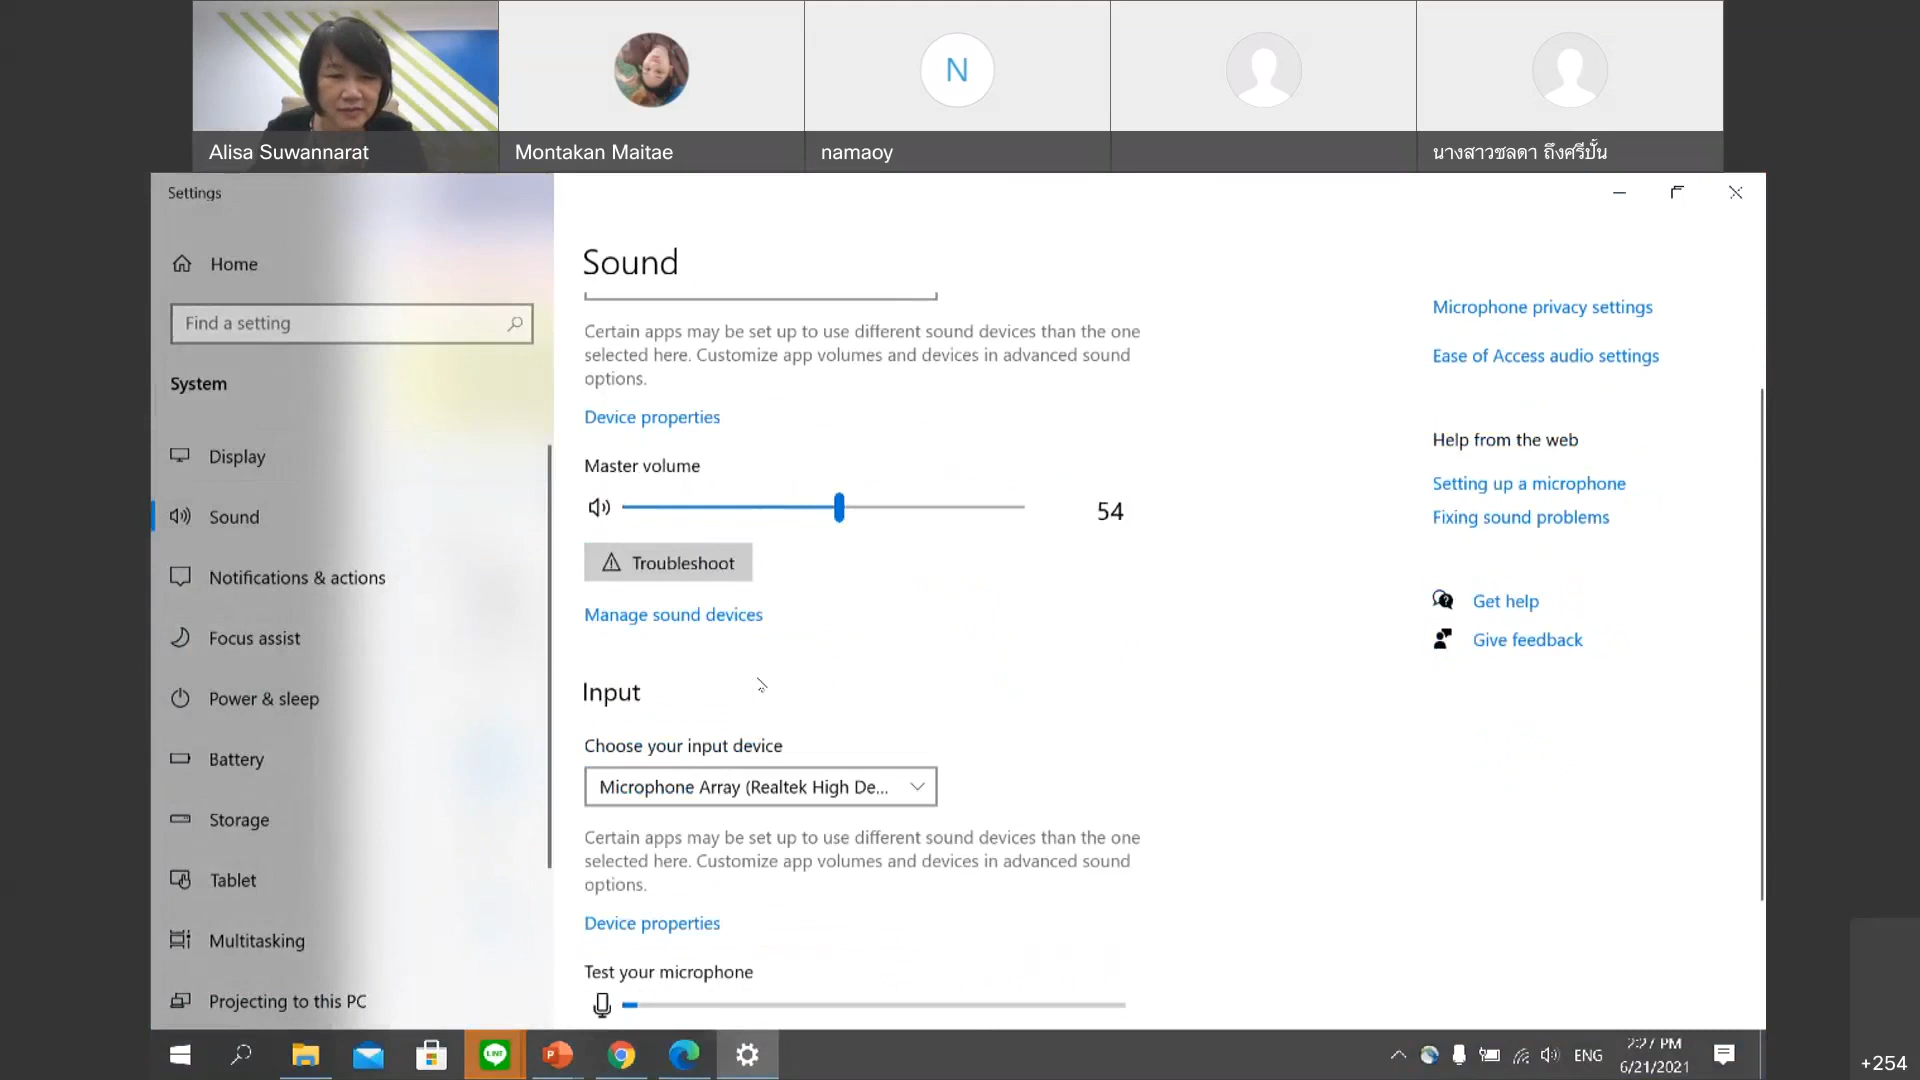 N
Alisa Suwannarat
Montakan Maitae
namaoy
นางสาวชลดา ถึงศรีปั้น
Settings
Home
Find a setting
System
Display
Sound
Notifications & actions
Focus assist
Power & sleep
Battery
Storage
Tablet
Multitasking
Projecting to this PC
Sound
Certain apps may be set up to use different sound devices than the one
selected here. Customize app volumes and devices in advanced sound
options.
Device properties
Master volume
54
Troubleshoot
Manage sound devices
Input
Choose your input device
Microphone Array (Realtek High De...
Certain apps may be set up to use different sound devices than the one
selected here. Customize app volumes and devices in advanced sound
options.
Device properties
Test your microphone
Microphone privacy settings
Ease of Access audio settings
Help from the web
Setting up a microphone
Fixing sound problems
Get help
Give feedback
LINE
P
ENG
2:27 PM
6/21/2021
+254